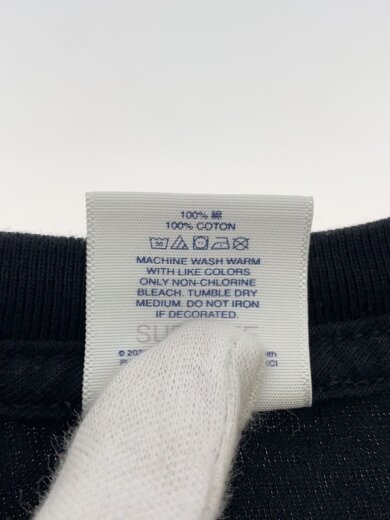 100% 綿
100% COTON
MACHINE WASH WARM
WITH LIKE COLORS
ONLY NON-CHLORINE
BLEACH. TUMBLE DRY
MEDIUM. DO NOT IRON
IF DECORATED.